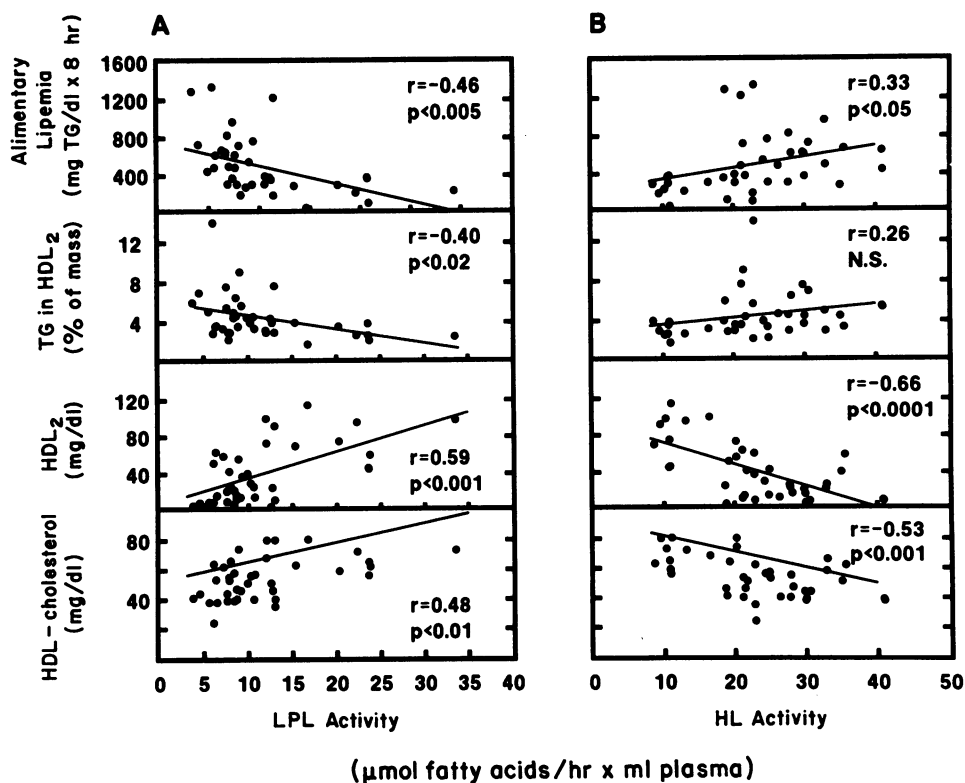 A
B
Alimentary
Lipemia
(mg TG/dl x 8 hr)
1600
1200
800
400
r=-0.46
p<0.005
r=0.33
p<0.05
TG in HDL2
(% of mass)
12
8
4
r=-0.40
p<0.02
r=0.26
N.S.
HDL2
(mg/dl)
120
80
40
0
r=0.59
p<0.001
r=-0.66
p<0.0001
HDL-cholesterol
(mg/dl)
80
40
r=0.48
p<0.01
r=-0.53
p<0.001
0 5 10 15 20 25 30 35 40
0 10 20 30 40 50
LPL Activity
HL Activity
(μmol fatty acids/hr x ml plasma)